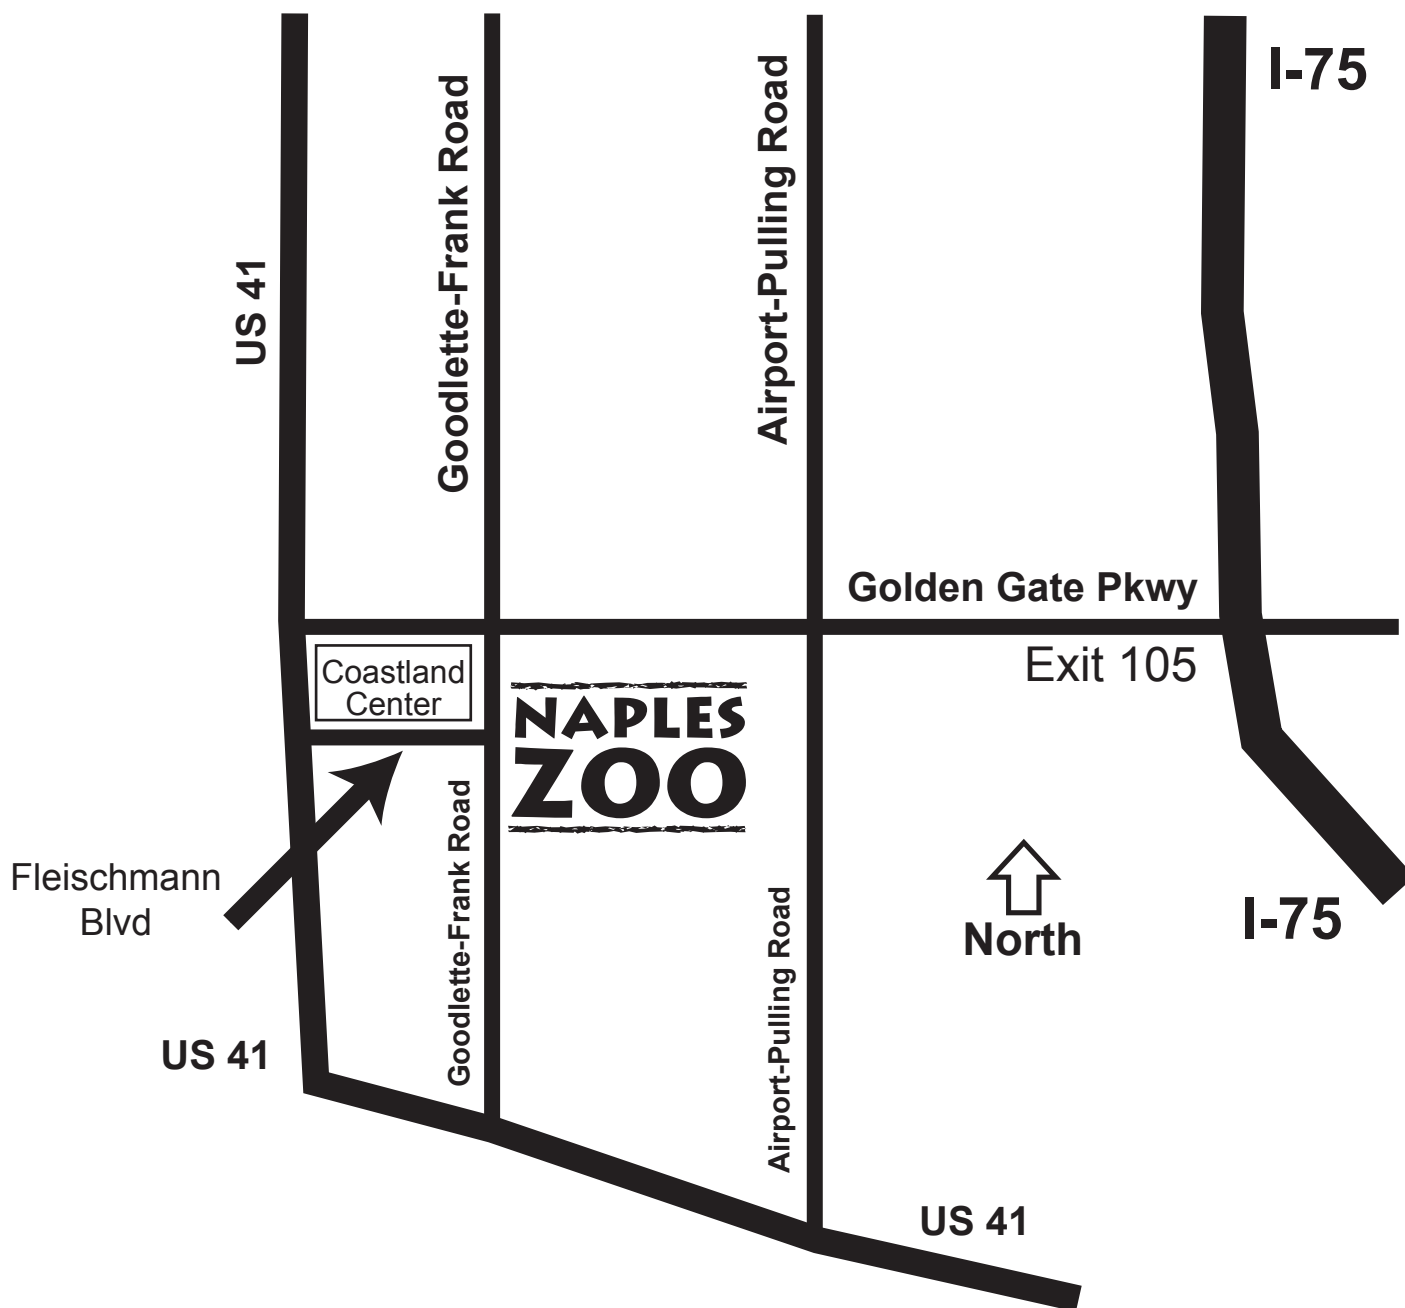 I-75
Goodlette-Frank Road
Airport-Pulling Road
US 41
Golden Gate Pkwy
Exit 105
Coastland
Center
NAPLES
ZOO
Goodlette-Frank Road
Fleischmann
Blvd
Airport-Pulling Road
North
I-75
US 41
US 41